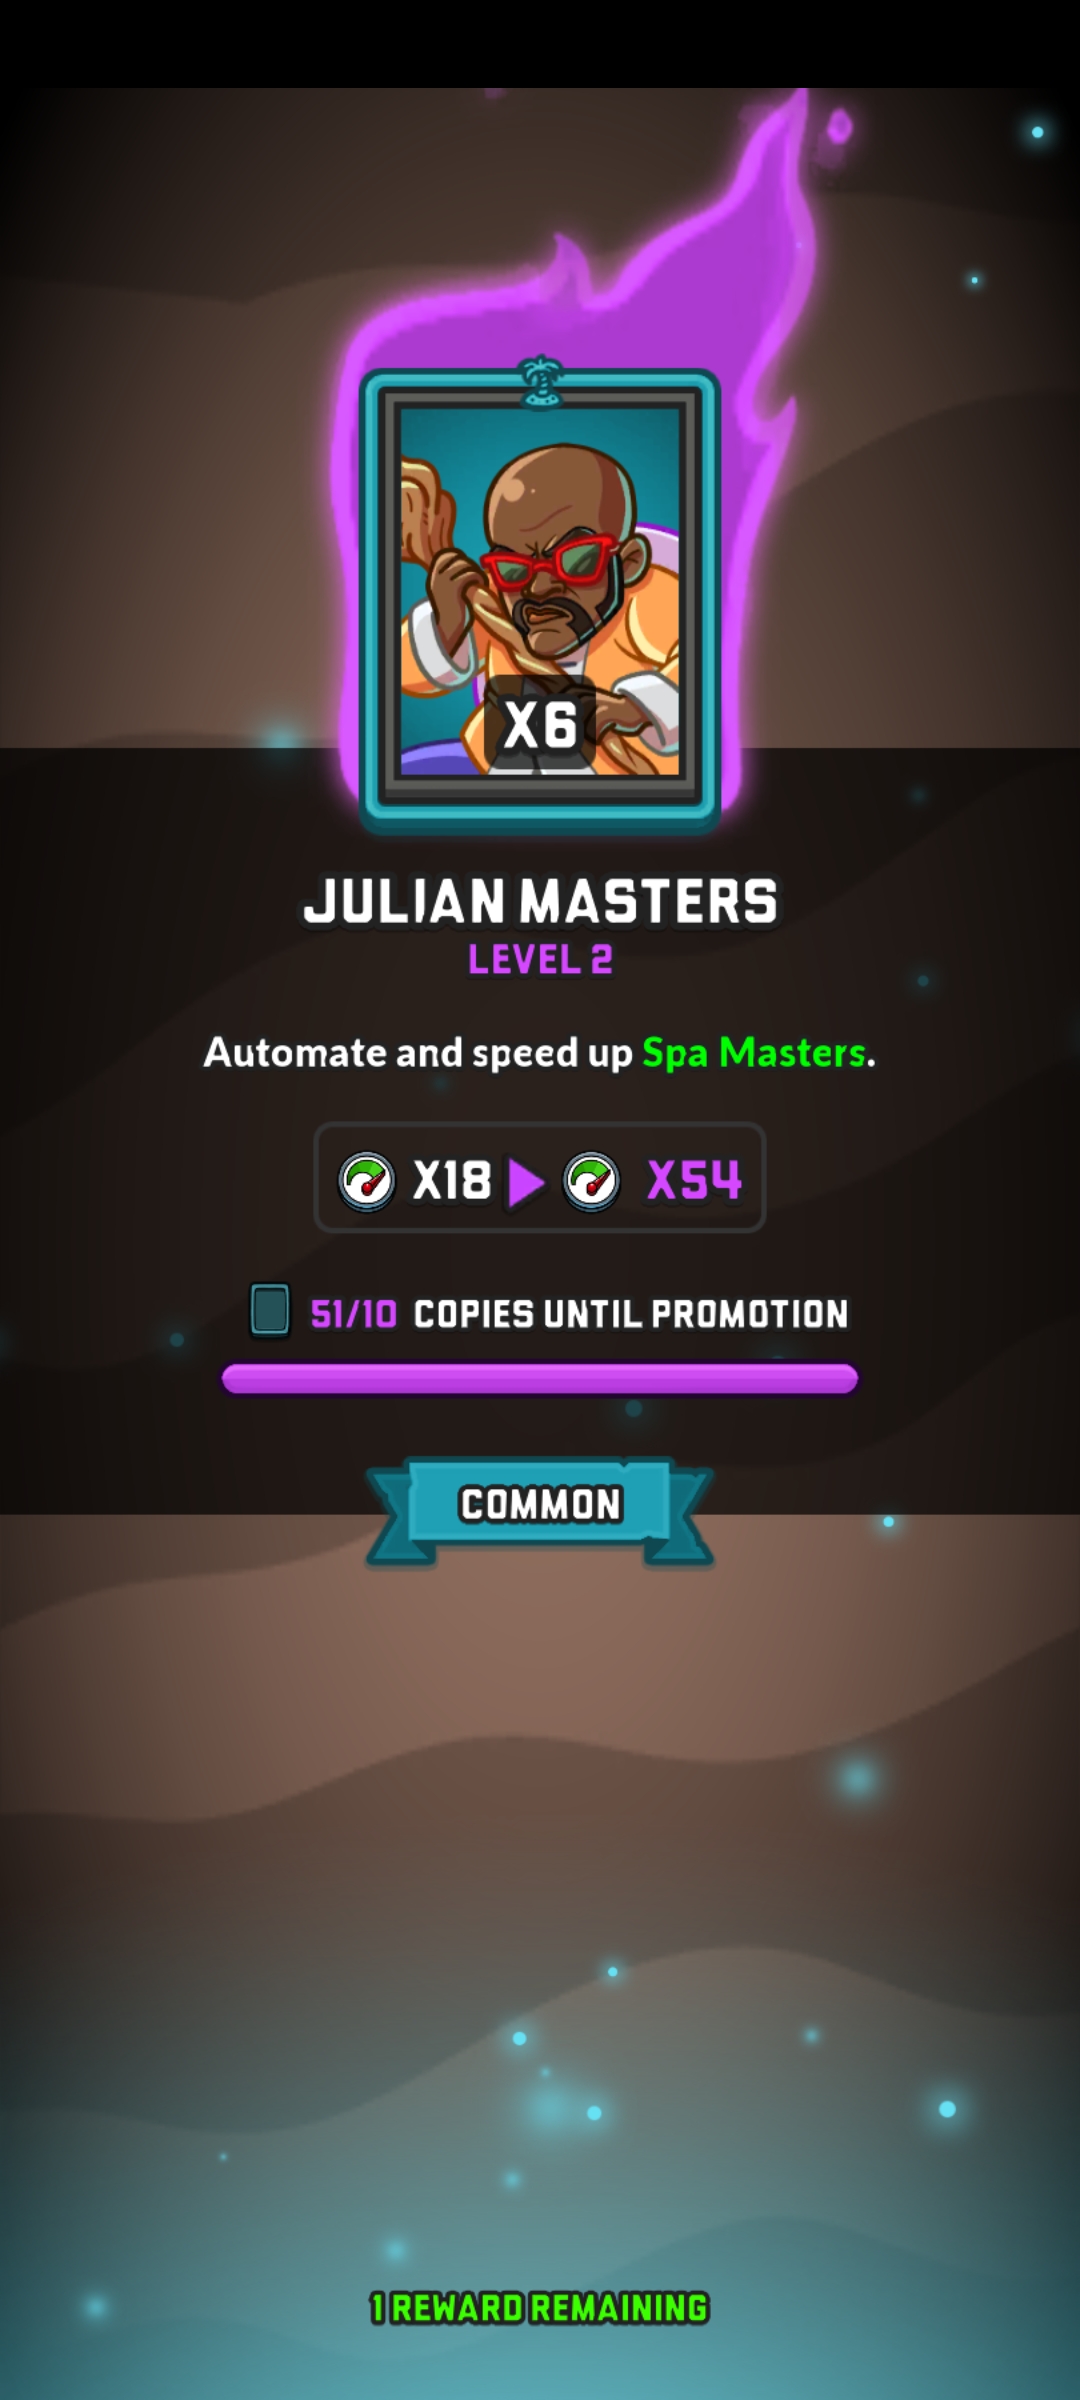 X6
JULIAN MASTERS
LEVEL 2
Automate and speed up Spa Masters.
X18 X54
51/10 COPIES UNTIL PROMOTION
COMMON
1 REWARD REMAINING